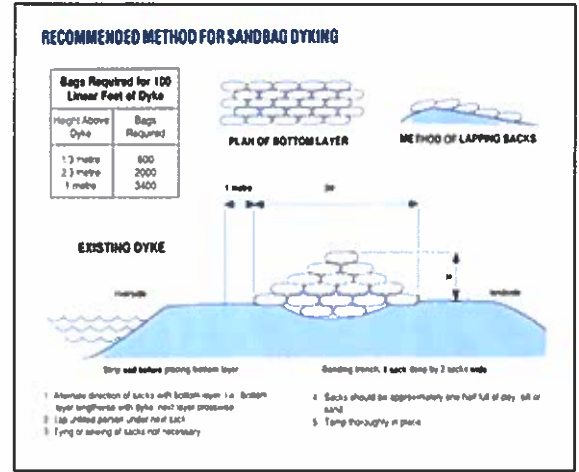 RECOMMENDED METHOD FOR SANDBAG DYKING
Bags Required for 100
Linear Feet of Dyke
Height Above
Dyke
Bags
Required
1.3 metre
600
2.3 metre
2000
1 metre
3400
PLAN OF BOTTOM LAYER
METHOD OF LAPPING SACKS
1 metre
EXISTING DYKE
riverside
landside
Strip sod before placing bottom layer
Bonding trench, 1 sack deep by 2 sacks wide
1 Alternate direction of sacks with bottom layer i.e. Bottom
layer lengthwise with dyke, next layer crosswise
2 Lap unfilled portion under next sack
3 Tying or sewing of sacks not necessary
4 Sacks should be approximately one half full of clay, silt or
sand
5 Tamp thoroughly in place